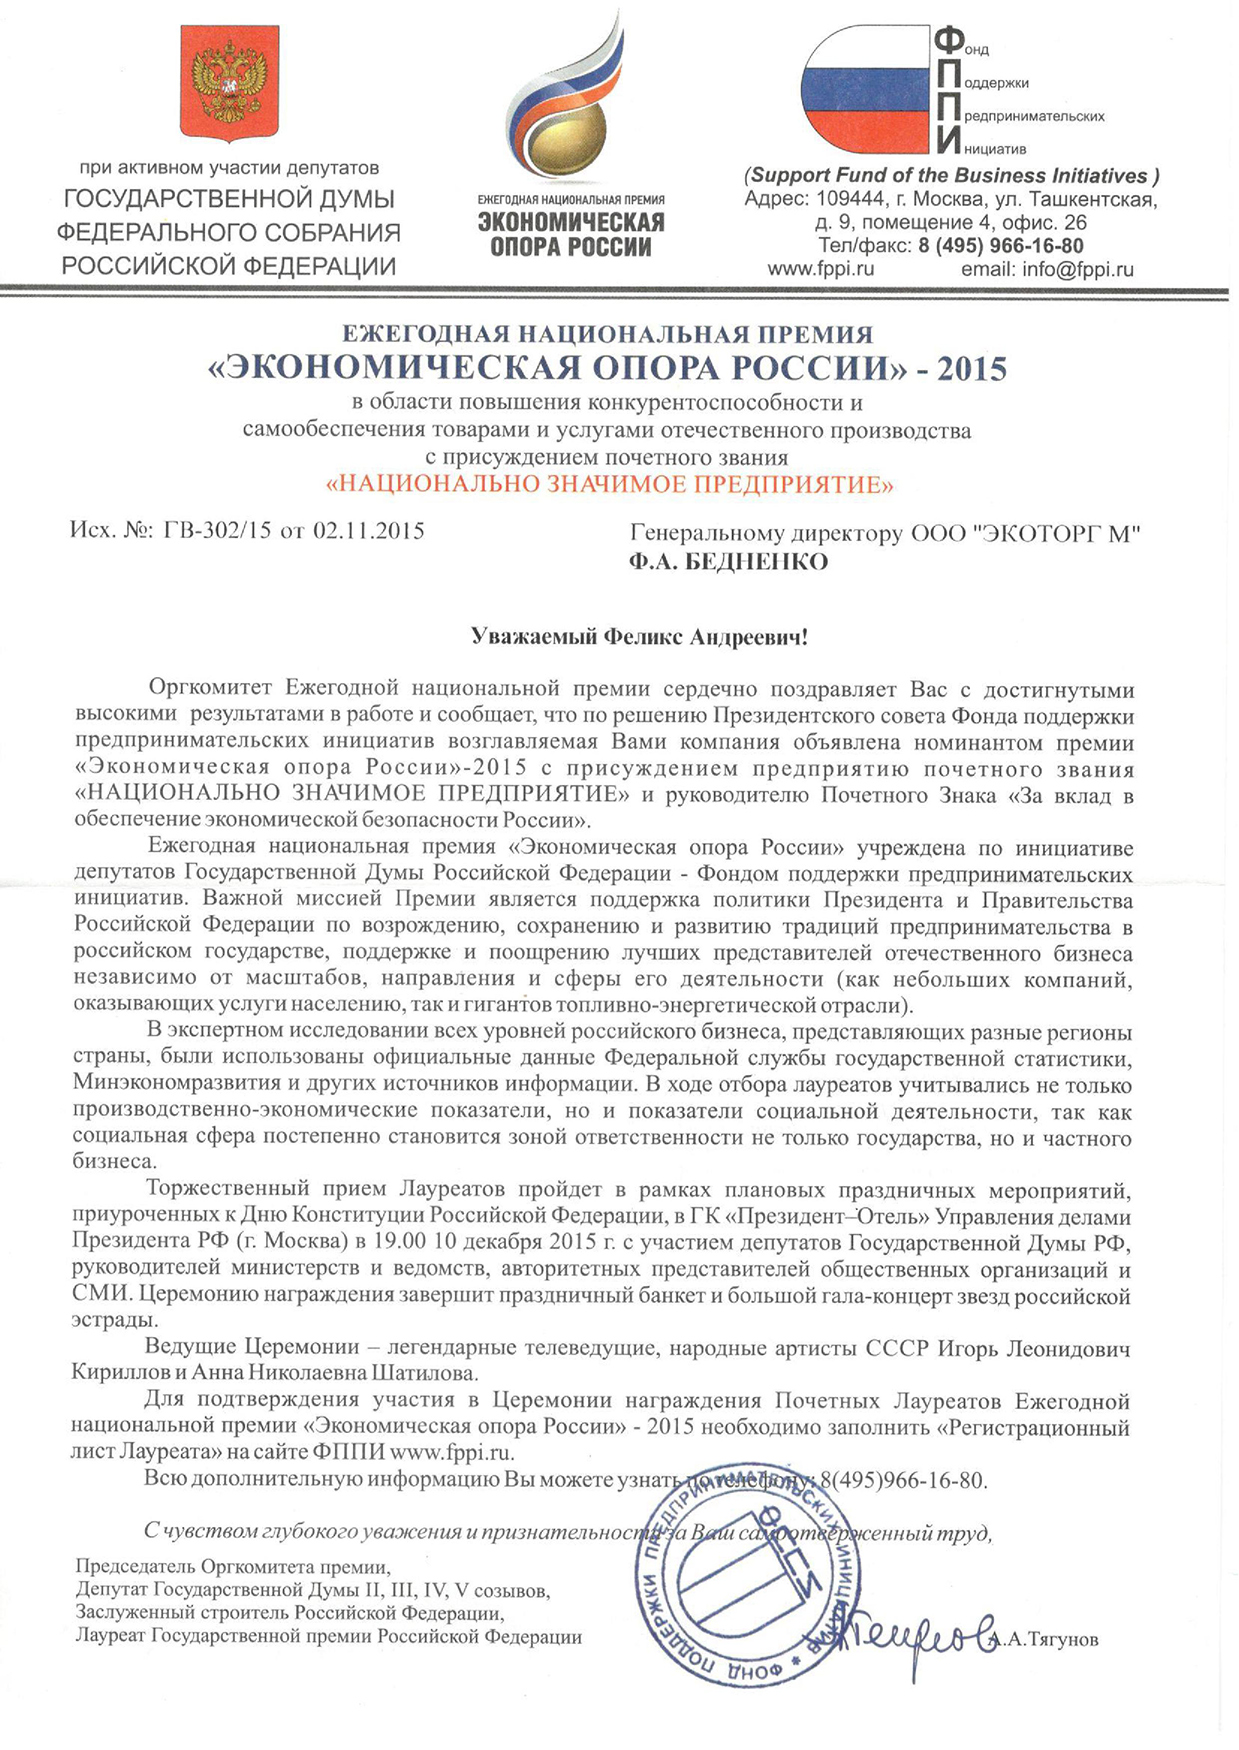 при активном участии депутатов
ГОСУДАРСТВЕННОЙ ДУМЫ
ФЕДЕРАЛЬНОГО СОБРАНИЯ
РОССИЙСКОЙ ФЕДЕРАЦИИ
ЕЖЕГОДНАЯ НАЦИОНАЛЬНАЯ ПРЕМИЯ
ЭКОНОМИЧЕСКАЯ
ОПОРА РОССИИ
Фонд
Поддержки
Предпринимательских
Инициатив
(Support Fund of the Business Initiatives )
Адрес: 109444, г. Москва, ул. Ташкентская,
д. 9, помещение 4, офис. 26
Тел/факс: 8 (495) 966-16-80
www.fppi.ru email: info@fppi.ru
ЕЖЕГОДНАЯ НАЦИОНАЛЬНАЯ ПРЕМИЯ
«ЭКОНОМИЧЕСКАЯ ОПОРА РОССИИ» - 2015
в области повышения конкурентоспособности и
самообеспечения товарами и услугами отечественного производства
с присуждением почетного звания
«НАЦИОНАЛЬНО ЗНАЧИМОЕ ПРЕДПРИЯТИЕ»
Исх. №: ГВ-302/15 от 02.11.2015
Генеральному директору ООО "ЭКОТОРГ М"
Ф.А. БЕДНЕНКО
Уважаемый Феликс Андреевич!
Оргкомитет Ежегодной национальной премии сердечно поздравляет Вас с достигнутыми
высокими результатами в работе и сообщает, что по решению Президентского совета Фонда поддержки
предпринимательских инициатив возглавляемая Вами компания объявлена номинантом премии
«Экономическая опора России»-2015 с присуждением предприятию почетного звания
«НАЦИОНАЛЬНО ЗНАЧИМОЕ ПРЕДПРИЯТИЕ» и руководителю Почетного Знака «За вклад в
обеспечение экономической безопасности России».
Ежегодная национальная премия «Экономическая опора России» учреждена по инициативе
депутатов Государственной Думы Российской Федерации - Фондом поддержки предпринимательских
инициатив. Важной миссией Премии является поддержка политики Президента и Правительства
Российской Федерации по возрождению, сохранению и развитию традиций предпринимательства в
российском государстве, поддержке и поощрению лучших представителей отечественного бизнеса
независимо от масштабов, направления и сферы его деятельности (как небольших компаний,
оказывающих услуги населению, так и гигантов топливно-энергетической отрасли).
В экспертном исследовании всех уровней российского бизнеса, представляющих разные регионы
страны, были использованы официальные данные Федеральной службы государственной статистики,
Минэкономразвития и других источников информации. В ходе отбора лауреатов учитывались не только
производственно-экономические показатели, но и показатели социальной деятельности, так как
социальная сфера постепенно становится зоной ответственности не только государства, но и частного
бизнеса.
Торжественный прием Лауреатов пройдет в рамках плановых праздничных мероприятий,
приуроченных к Дню Конституции Российской Федерации, в ГК «Президент–Отель» Управления делами
Президента РФ (г. Москва) в 19.00 10 декабря 2015 г. с участием депутатов Государственной Думы РФ,
руководителей министерств и ведомств, авторитетных представителей общественных организаций и
СМИ. Церемонию награждения завершит праздничный банкет и большой гала-концерт звезд российской
эстрады.
Ведущие Церемонии – легендарные телеведущие, народные артисты СССР Игорь Леонидович
Кириллов и Анна Николаевна Шатилова.
Для подтверждения участия в Церемонии награждения Почетных Лауреатов Ежегодной
национальной премии «Экономическая опора России» - 2015 необходимо заполнить «Регистрационный
лист Лауреата» на сайте ФППИ www.fppi.ru.
Всю дополнительную информацию Вы можете узнать по телефону: 8(495)966-16-80.
С чувством глубокого уважения и признательности за Ваш самоотверженный труд,
Председатель Оргкомитета премии,
Депутат Государственной Думы II, III, IV, V созывов,
Заслуженный строитель Российской Федерации,
Лауреат Государственной премии Российской Федерации
А.А.Тягунов
ФОНД ПОДДЕРЖКИ ПРЕДПРИНИМАТЕЛЬСКИХ ИНИЦИАТИВ *